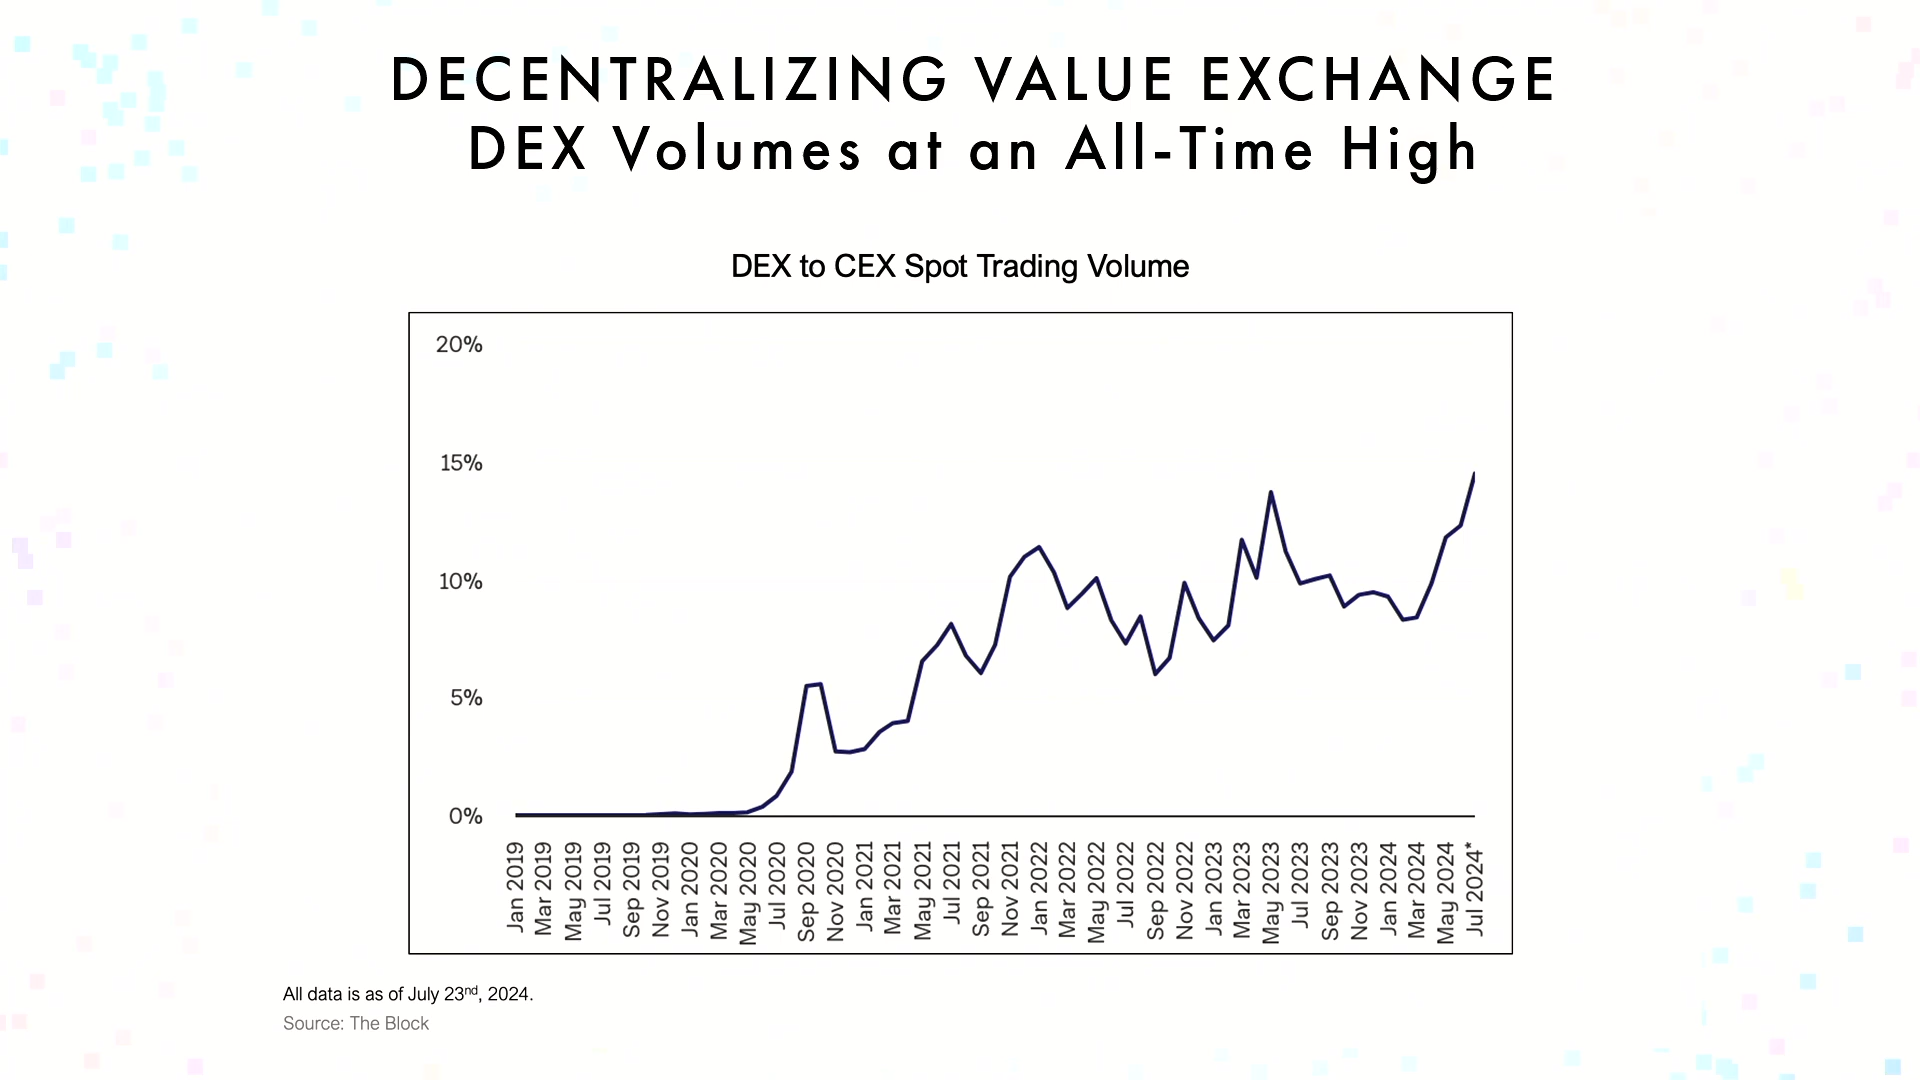 DECENTRALIZING VALUE EXCHANGE
DEX Volumes at an All-Time High
DEX to CEX Spot Trading Volume
20%
15%
10%
5%
0%
Jan 2019
Mar 2019
May 2019
Jul 2019
Sep 2019
Nov 2019
Jan 2020
Mar 2020
May 2020
Jul 2020
Sep 2020
Nov 2020
Jan 2021
Mar 2021
May 2021
Jul 2021
Sep 2021
Nov 2021
Jan 2022
Mar 2022
May 2022
Jul 2022
Sep 2022
Nov 2022
Jan 2023
Mar 2023
May 2023
Jul 2023
Sep 2023
Nov 2023
Jan 2024
Mar 2024
May 2024
Jul 2024*
All data is as of July 23nd, 2024.
Source: The Block